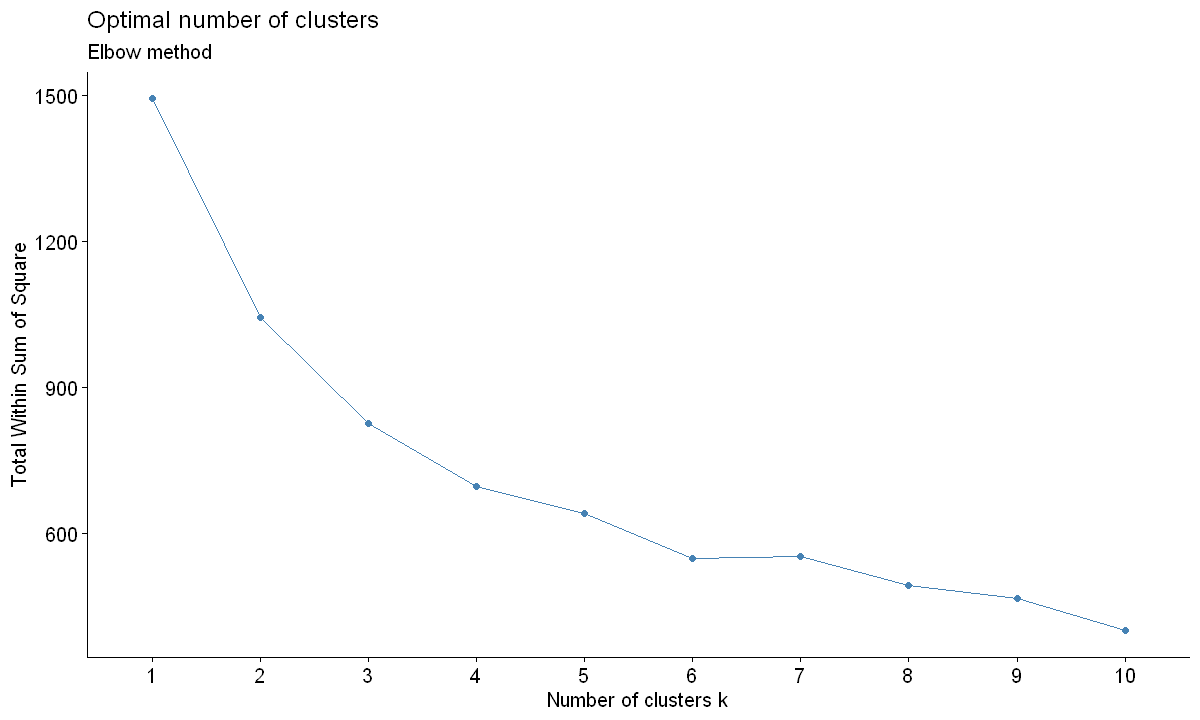 Optimal number of clusters
Elbow method
Total Within Sum of Square
1500
1200
900
600
1 2 3 4 5 6 7 8 9 10
Number of clusters k